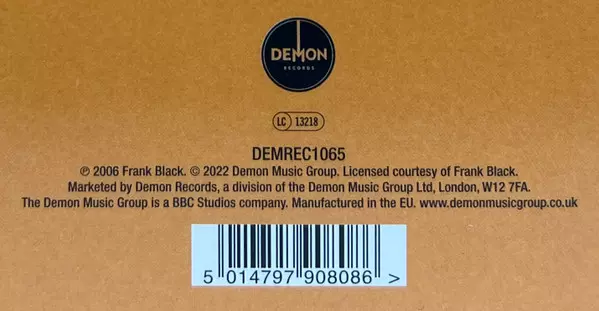 DEMON
RECORDS
LC 13218
DEMREC1065
℗ 2006 Frank Black. © 2022 Demon Music Group. Licensed courtesy of Frank Black.
Marketed by Demon Records, a division of the Demon Music Group Ltd, London, W12 7FA.
The Demon Music Group is a BBC Studios company. Manufactured in the EU. www.demonmusicgroup.co.uk
5 014797 908086 >